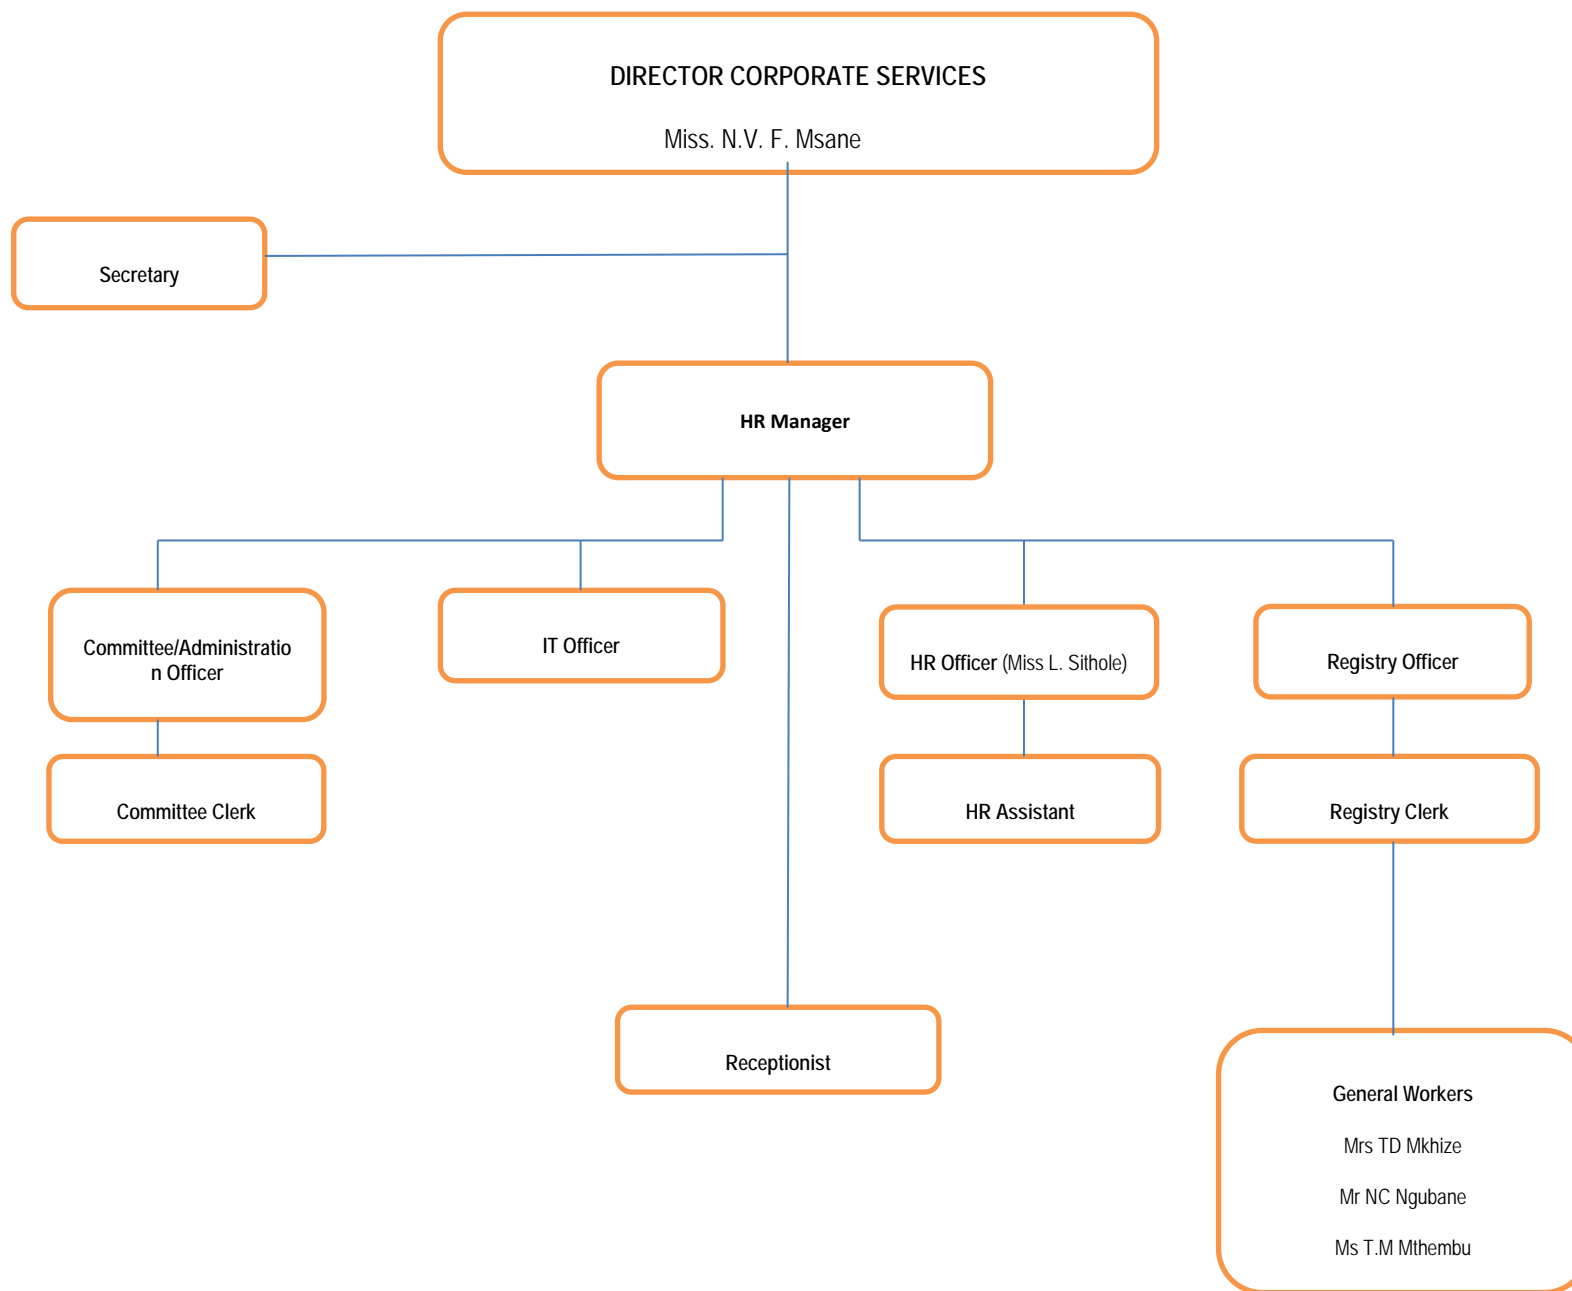 DIRECTOR CORPORATE SERVICES
Miss. N.V. F. Msane
Secretary
HR Manager
Committee/Administratio
n Officer
IT Officer
HR Officer (Miss L. Sithole)
Registry Officer
Committee Clerk
HR Assistant
Registry Clerk
Receptionist
General Workers
Mrs TD Mkhize
Mr NC Ngubane
Ms T.M Mthembu